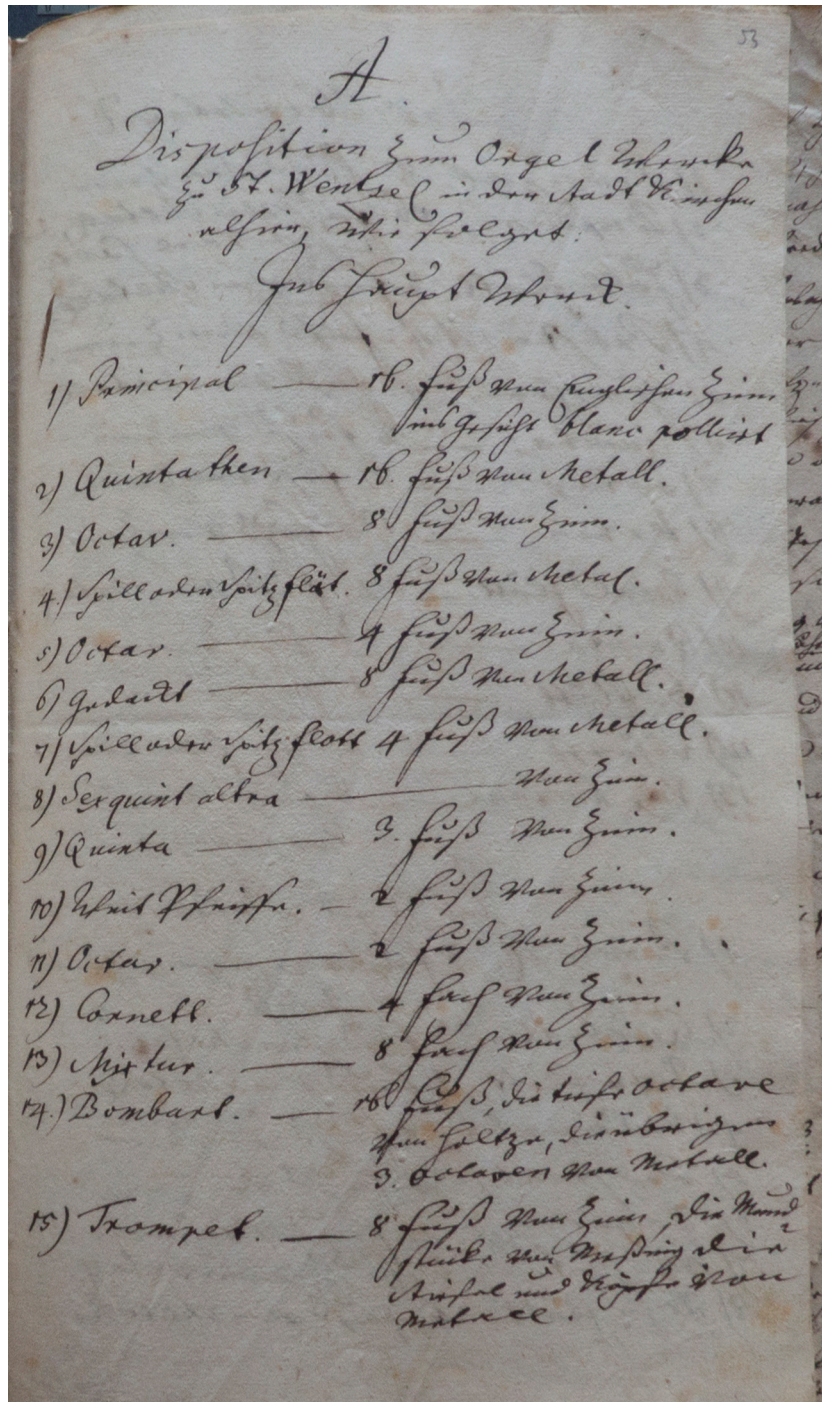 53
A.
Disposition zum Orgel Wercke
zu St. Wentzel in der Stadt Kirchen
alhier, wie folget:
Ins Haupt Werck.
1) Principal — 16. Fuß von Englischen Zinn
ins Gesicht blanc polliert
2) Quintathen — 16. Fuß von Metall.
3) Octav. — 8 Fuß von Zinn.
4.) Spill oder Spitzflöt. 8 Fuß von Metal.
5) Octav. — 4 Fuß von Zinn.
6) Gedackt — 8 Fuß von Metall.
7) Spill oder Spitzflött 4 Fuß von Metall.
8) Sexquint altra — von Zinn.
9) Quinta — 3. Fuß von Zinn.
10) Weit Pfeiffe. — 2 Fuß von Zinn
11) Octav. — 2 Fuß von Zinn.
12) Cornett. — 4 fach von Zinn.
13) Mixtur. — 8 fach von Zinn.
14.) Bombart. — 16 Fuß, die tiefe octave
von Holtze, die übrigen
3. octaven von Metall.
15) Trompet. — 8 Fuß von Zinn, die Mund
stücke von Meßing die
Stiefel und Köpfe von
Metall.